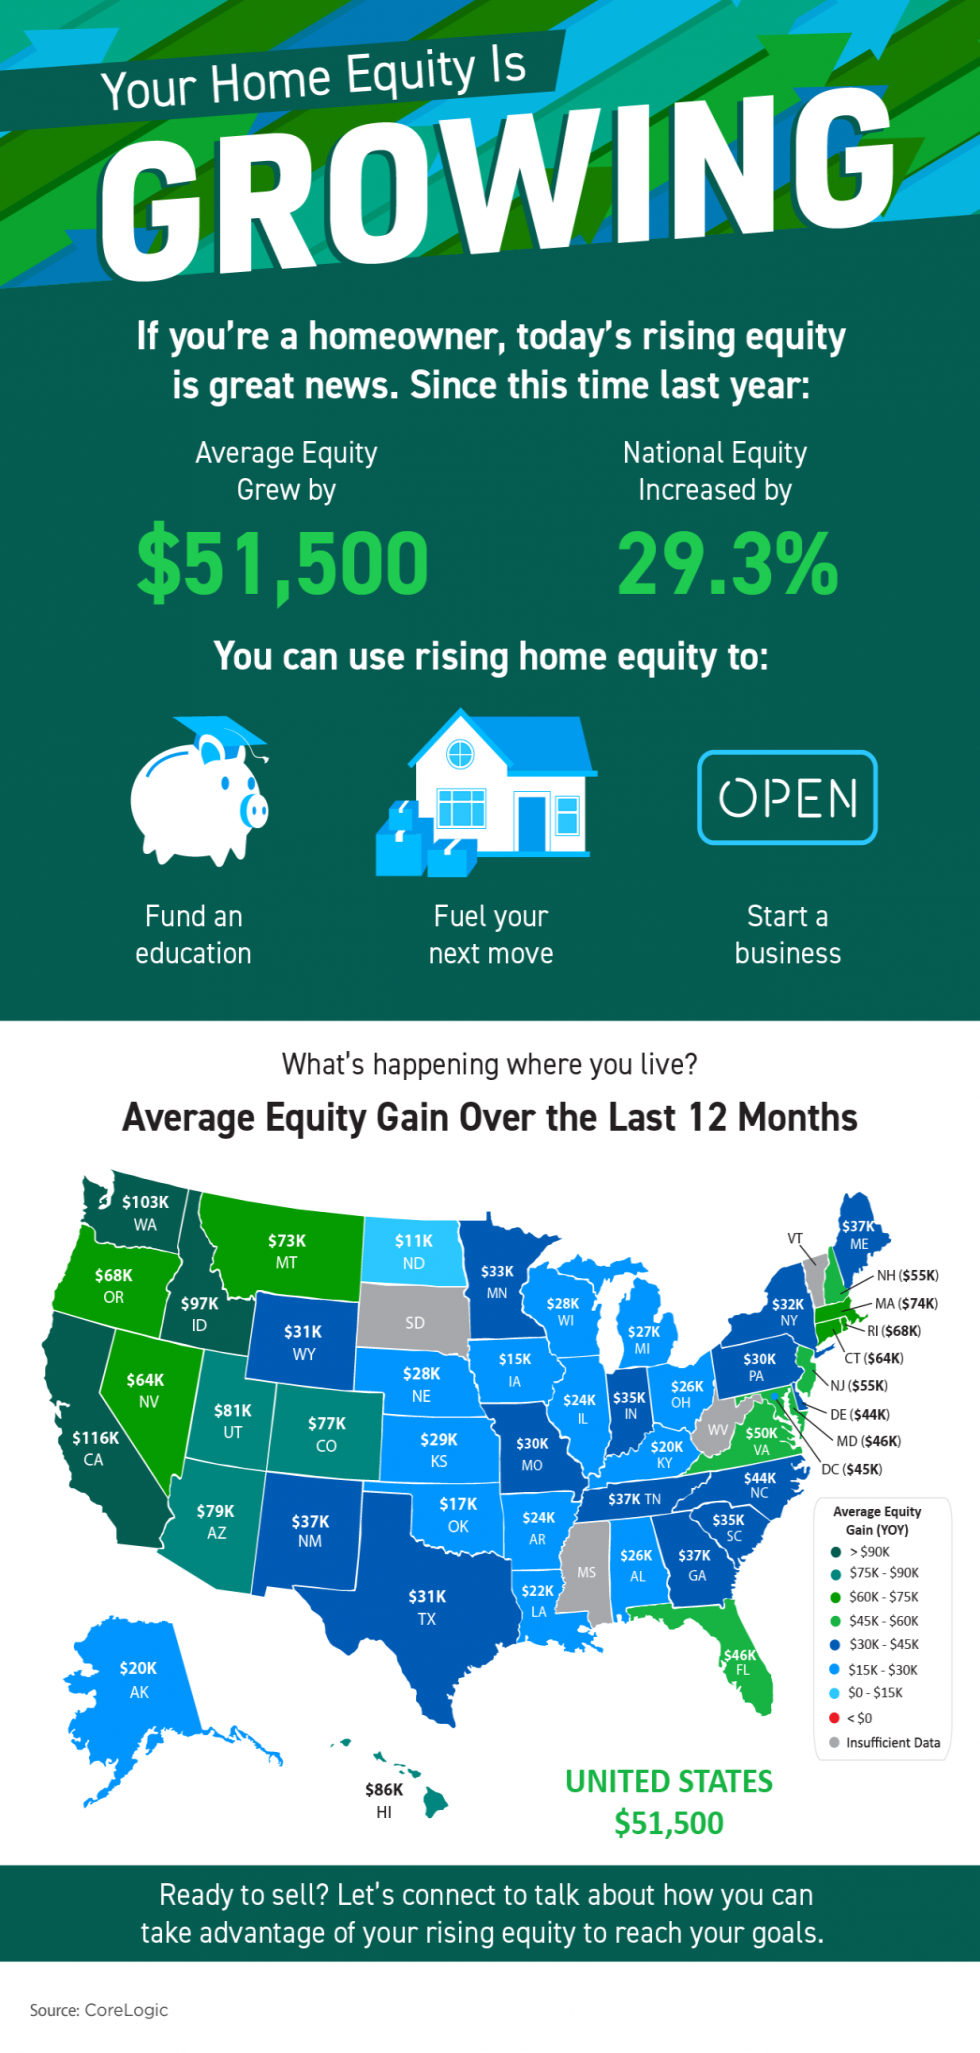 Your Home Equity Is
GROWING
If you're a homeowner, today's rising equity
is great news. Since this time last year:
Average Equity
Grew by
$51,500
National Equity
Increased by
29.3%
You can use rising home equity to:
OPEN
Fund an
education
Fuel your
next move
Start a
business
What's happening where you live?
Average Equity Gain Over the Last 12 Months
$103K
WA
$68K
OR
$97K
ID
$73K
MT
$11K
ND
SD
$33K
MN
$28K
WI
$27K
MI
$31K
WY
$28K
NE
$15K
IA
$64K
NV
$81K
UT
$77K
CO
$116K
CA
$29K
KS
$30K
MO
$24K
IL
$35K
IN
$26K
OH
$20K
KY
WV
$50K
VA
$30K
PA
$32K
NY
VT
$37K
ME
NH ($55K)
MA ($74K)
RI ($68K)
CT ($64K)
NJ ($55K)
DE ($44K)
MD ($46K)
DC ($45K)
$79K
AZ
$37K
NM
$17K
OK
$24K
AR
$37K TN
$44K
NC
$35K
SC
MS
$26K
AL
$37K
GA
$31K
TX
$22K
LA
$46K
FL
$20K
AK
$86K
HI
Average Equity
Gain (YOY)
> $90K
$75K - $90K
$60K - $75K
$45K - $60K
$30K - $45K
$15K - $30K
$0 - $15K
< $0
Insufficient Data
UNITED STATES
$51,500
Ready to sell? Let's connect to talk about how you can
take advantage of your rising equity to reach your goals.
Source: CoreLogic